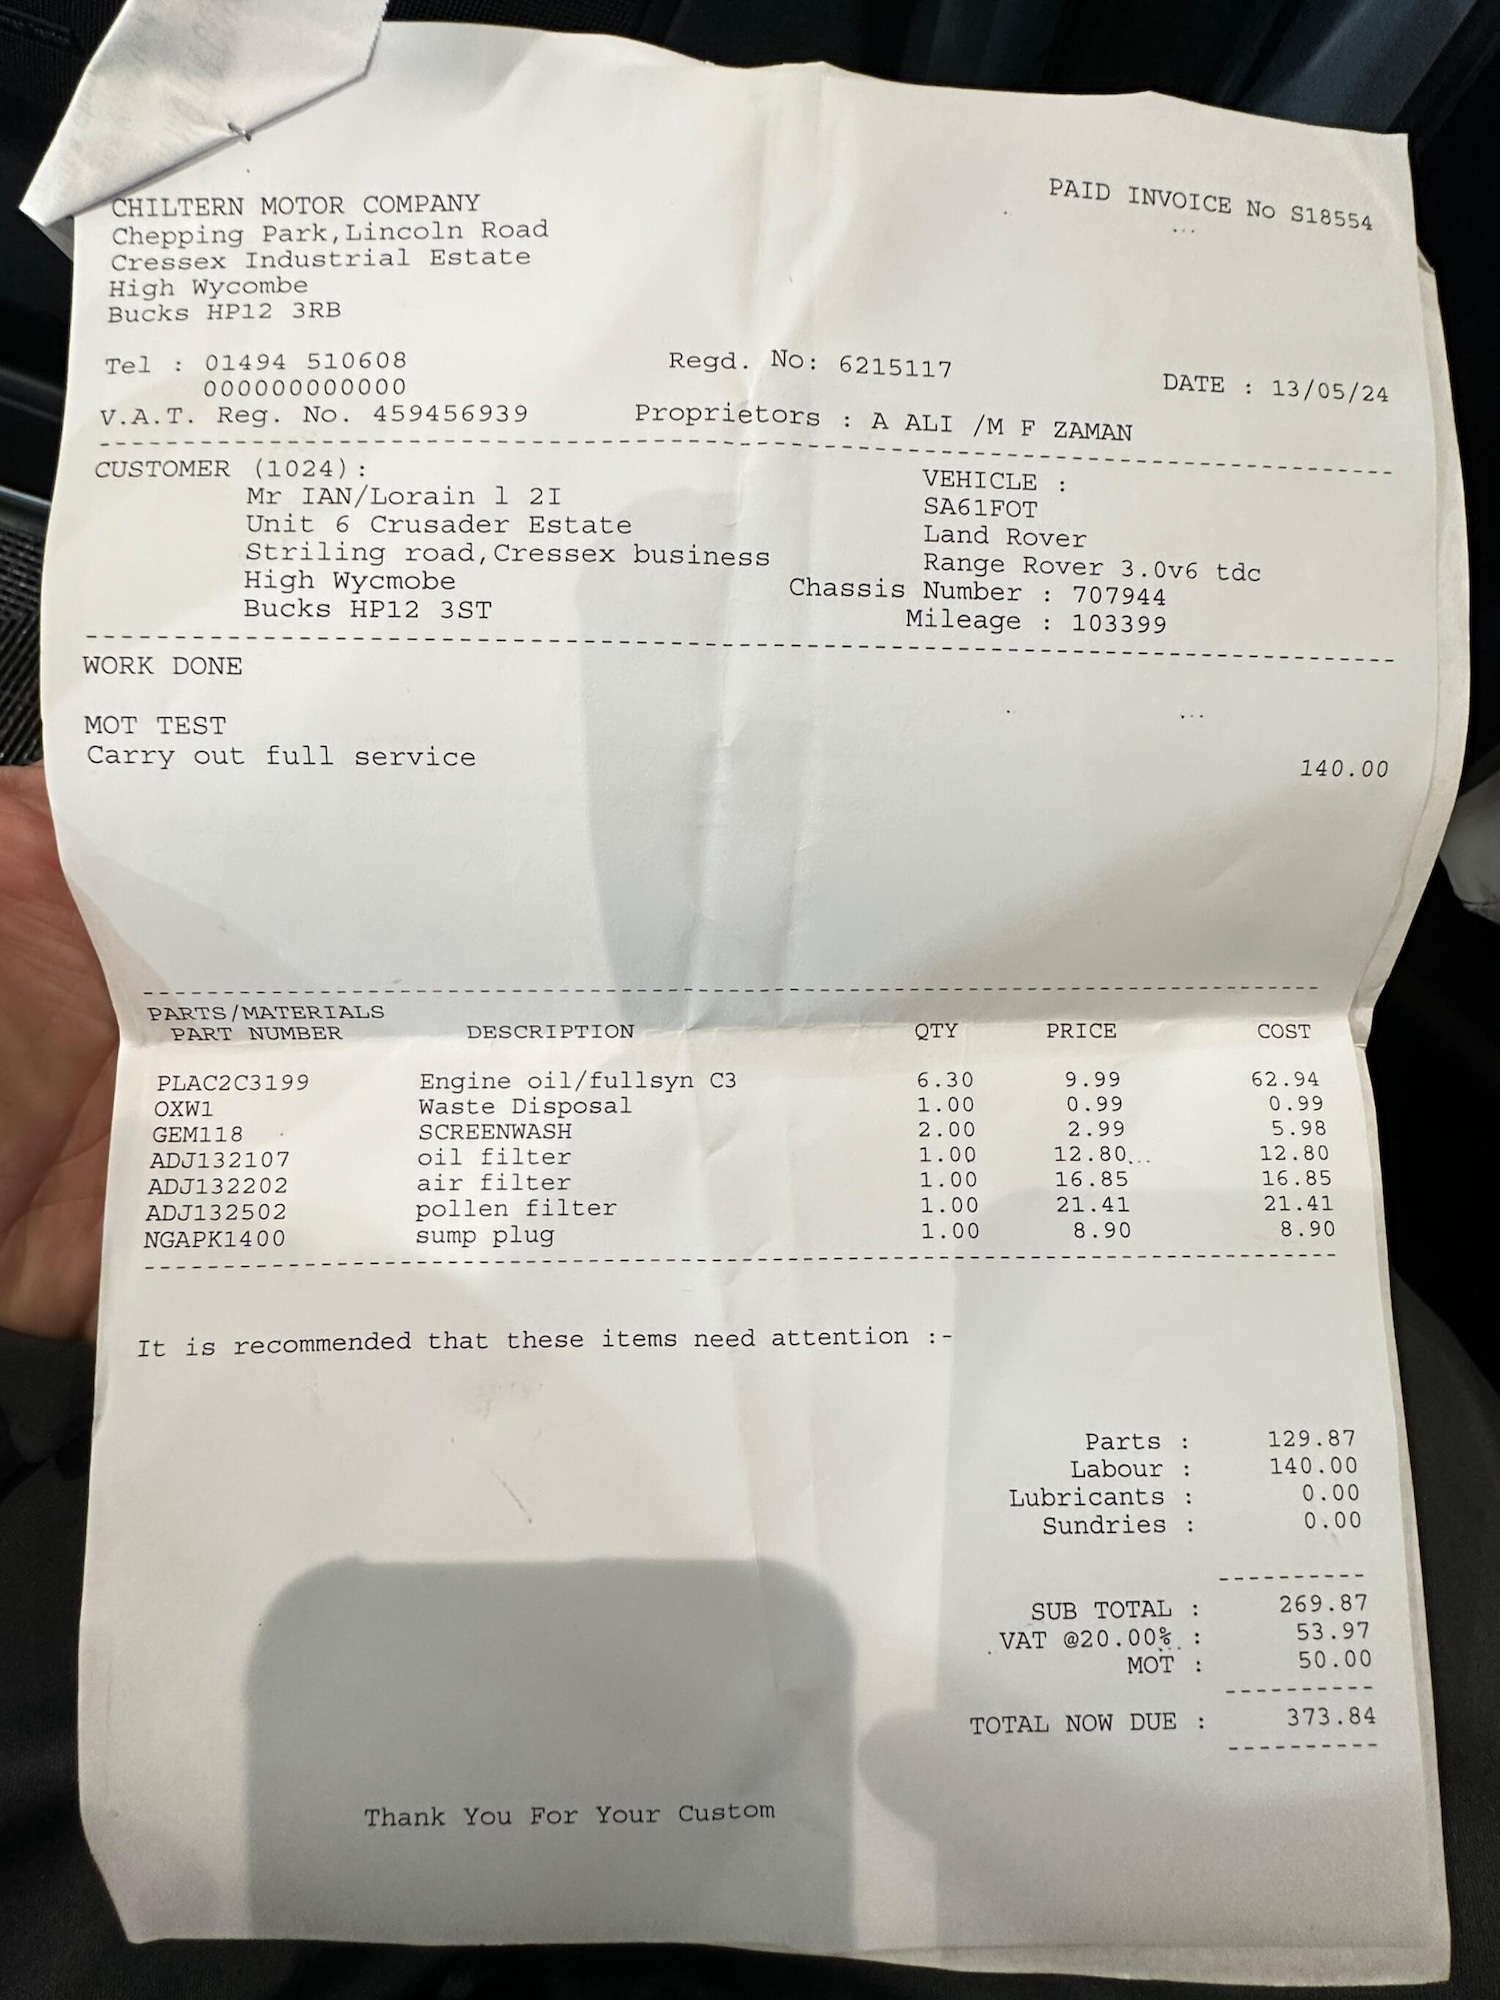 CHILTERN MOTOR COMPANY
PAID INVOICE No S18554
Chepping Park,Lincoln Road
Cressex Industrial Estate
High Wycombe
Bucks HP12 3RB
Tel : 01494 510608
Regd. No: 6215117
000000000000
DATE : 13/05/24
V.A.T. Reg. No. 459456939
Proprietors : A ALI /M F ZAMAN
CUSTOMER (1024):
Mr IAN/Lorain l 2I
Unit 6 Crusader Estate
Striling road,Cressex business
High Wycmobe
Bucks HP12 3ST
VEHICLE :
SA61FOT
Land Rover
Range Rover 3.0v6 tdc
Chassis Number : 707944
Mileage : 103399
WORK DONE
MOT TEST
Carry out full service 140.00
PARTS/MATERIALS
PART NUMBER DESCRIPTION QTY PRICE COST
PLAC2C3199 Engine oil/fullsyn C3 6.30 9.99 62.94
OXW1 Waste Disposal 1.00 0.99 0.99
GEM118 SCREENWASH 2.00 2.99 5.98
ADJ132107 oil filter 1.00 12.80 12.80
ADJ132202 air filter 1.00 16.85 16.85
ADJ132502 pollen filter 1.00 21.41 21.41
NGAPK1400 sump plug 1.00 8.90 8.90
It is recommended that these items need attention :-
Parts : 129.87
Labour : 140.00
Lubricants : 0.00
Sundries : 0.00
SUB TOTAL : 269.87
VAT @20.00% : 53.97
MOT : 50.00
TOTAL NOW DUE : 373.84
Thank You For Your Custom